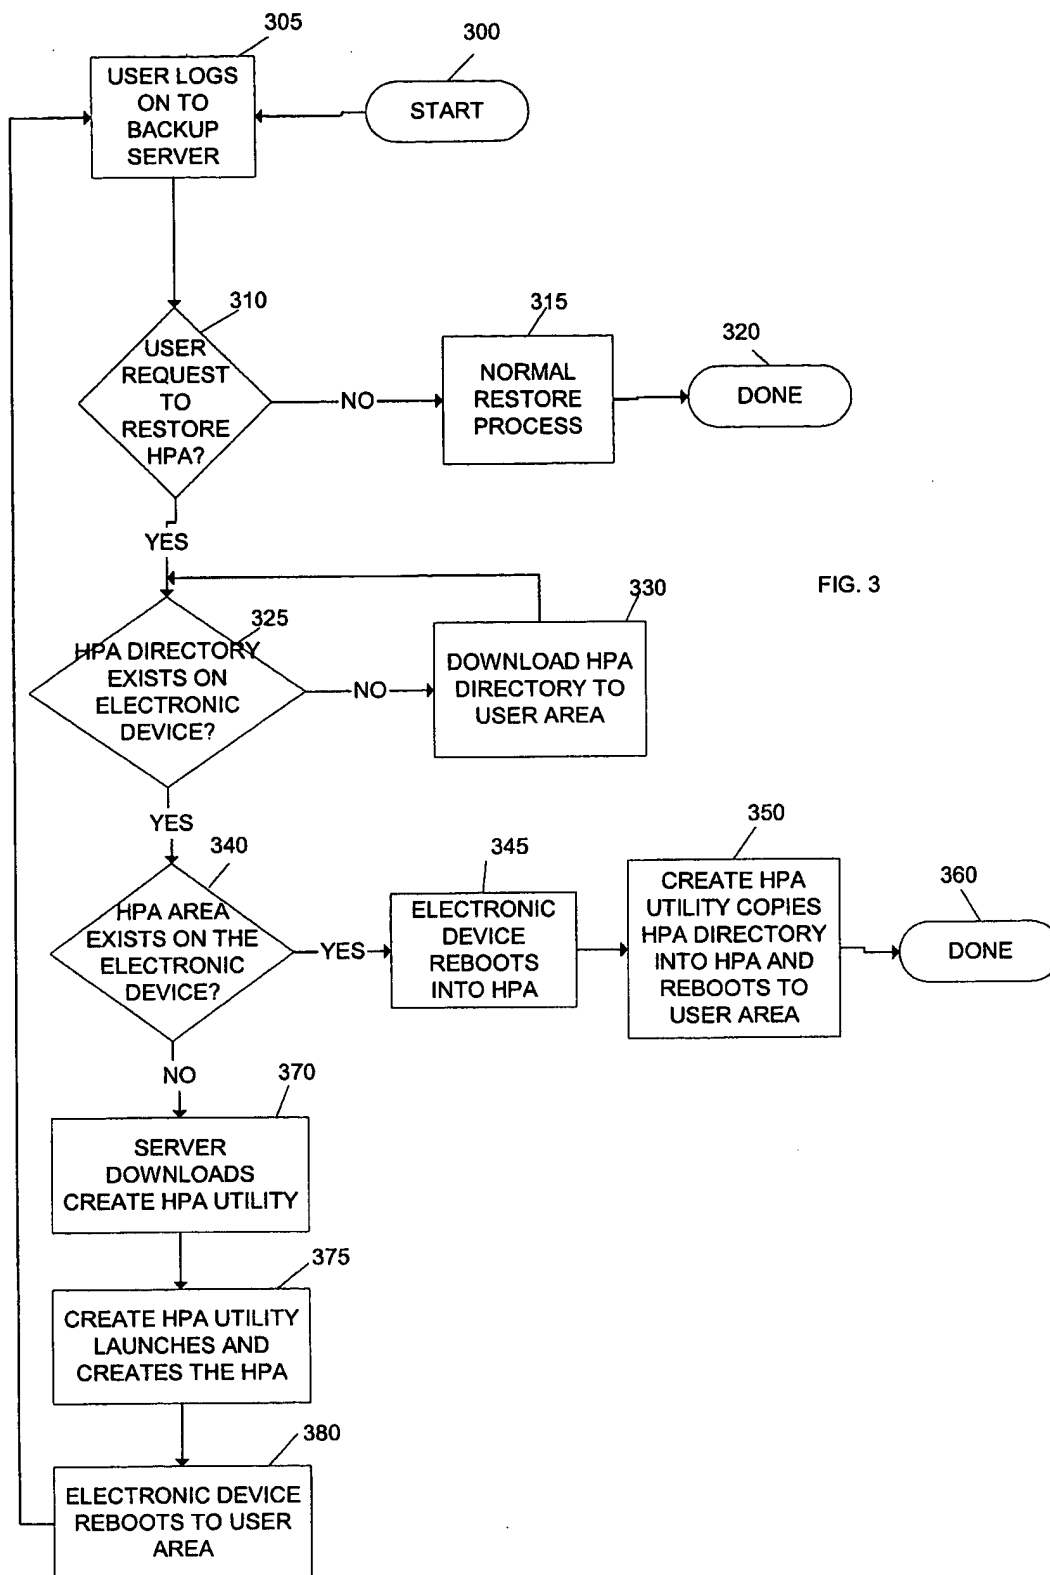 305
300
USER LOGS
ON TO
BACKUP
SERVER
START
310
USER
REQUEST
TO
RESTORE
HPA?
NO
315
NORMAL
RESTORE
PROCESS
320
DONE
YES
FIG. 3
325
HPA DIRECTORY
EXISTS ON
ELECTRONIC
DEVICE?
NO
330
DOWNLOAD HPA
DIRECTORY TO
USER AREA
YES
340
HPA AREA
EXISTS ON THE
ELECTRONIC
DEVICE?
YES
345
ELECTRONIC
DEVICE
REBOOTS
INTO HPA
350
CREATE HPA
UTILITY COPIES
HPA DIRECTORY
INTO HPA AND
REBOOTS TO
USER AREA
360
DONE
NO
370
SERVER
DOWNLOADS
CREATE HPA UTILITY
375
CREATE HPA UTILITY
LAUNCHES AND
CREATES THE HPA
380
ELECTRONIC DEVICE
REBOOTS TO USER
AREA